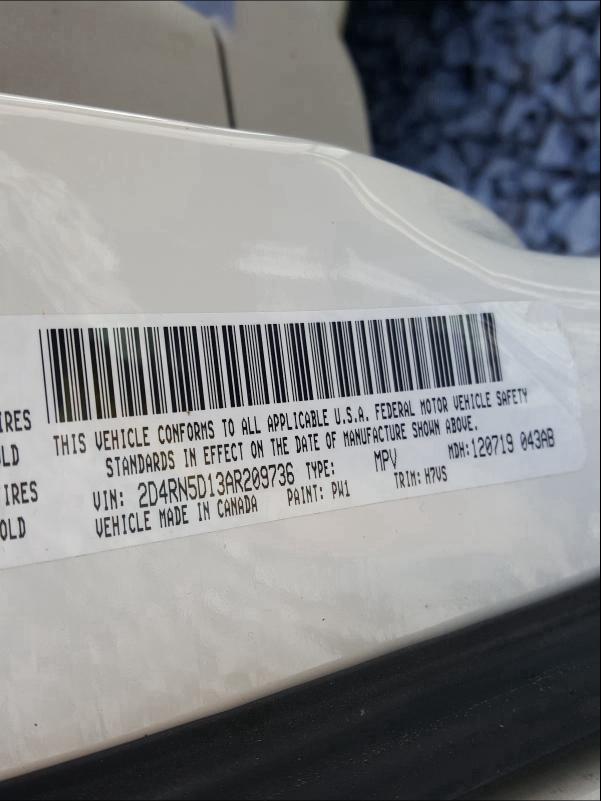 IRES
OLD
IRES
OLD
THIS VEHICLE CONFORMS TO ALL APPLICABLE U.S.A. FEDERAL MOTOR VEHICLE SAFETY
STANDARDS IN EFFECT ON THE DATE OF MANUFACTURE SHOWN ABOVE.
MDH:120719 043AB
VIN: 2D4RN5D13AR209736 TYPE: MPV
VEHICLE MADE IN CANADA PAINT: PW1 TRIM: H7VS